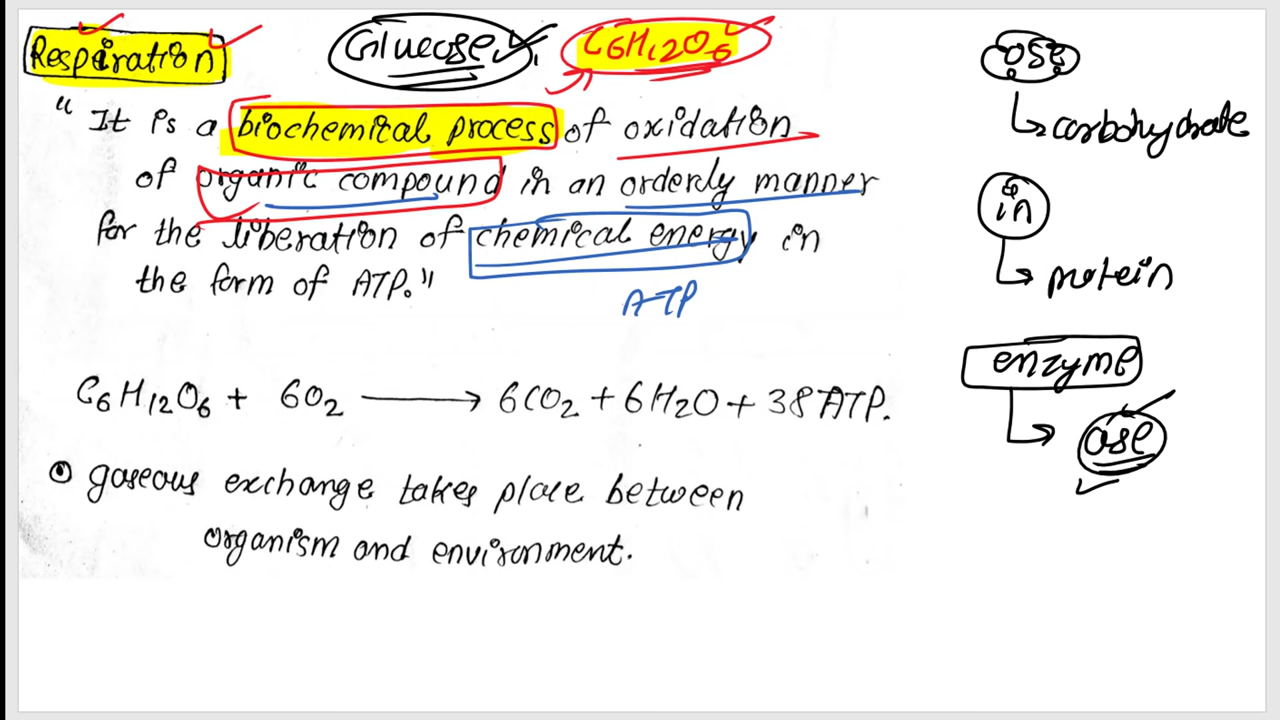 Respiration
Glucose
C6H12O6
"It is a biochemical process of oxidation
of organic compound in an orderly manner
for the liberation of chemical energy in
the form of ATP."
ATP
C₆H₁₂O₆ + 6O₂ → 6CO₂ + 6H₂O + 38 ATP.
gaseous exchange takes place between
organism and environment.
ose
carbohydrate
in
protein
enzyme
ase